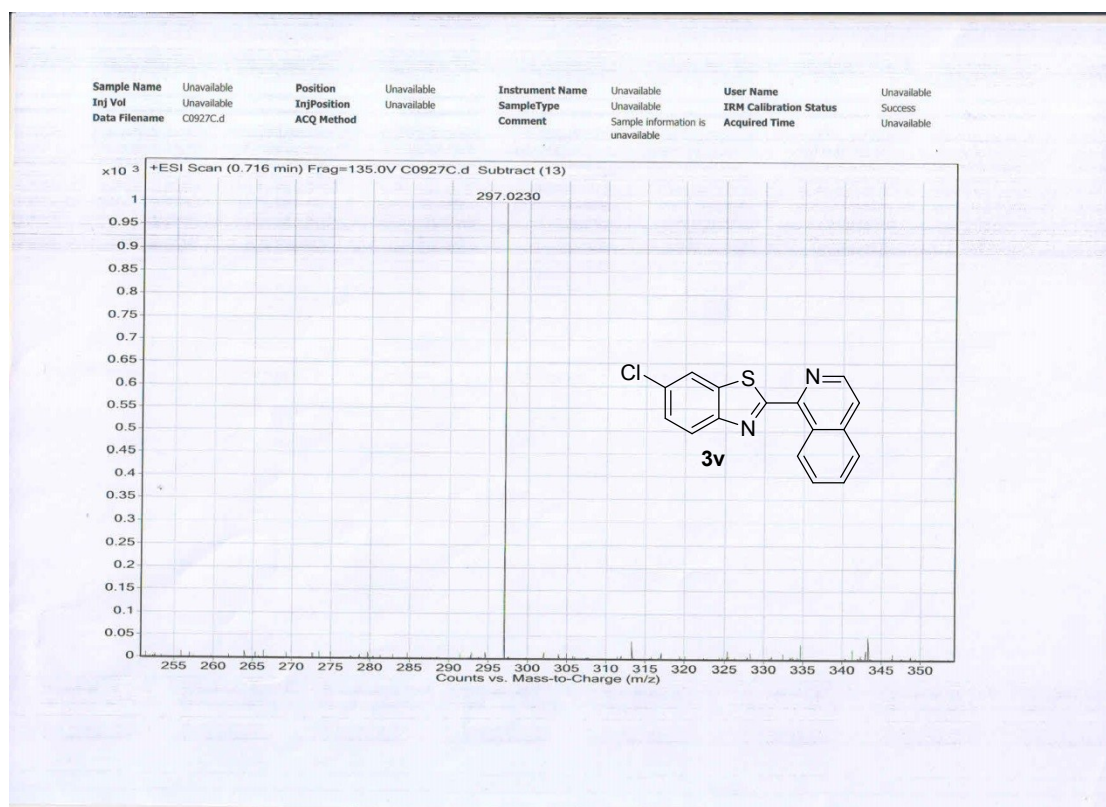 Sample Name Unavailable Position Unavailable Instrument Name Unavailable User Name Unavailable
Inj Vol Unavailable InjPosition Unavailable SampleType Unavailable IRM Calibration Status Success
Data Filename C0927C.d ACQ Method Comment Sample information is unavailable Acquired Time Unavailable
x10 3 +ESI Scan (0.716 min) Frag=135.0V C0927C.d Subtract (13)
297.0230
1
0.95
0.9
0.85
0.8
0.75
0.7
0.65
0.6
0.55
0.5
0.45
0.4
0.35
0.3
0.25
0.2
0.15
0.1
0.05
0
Cl
S
N
N
3v
255 260 265 270 275 280 285 290 295 300 305 310 315 320 325 330 335 340 345 350
Counts vs. Mass-to-Charge (m/z)